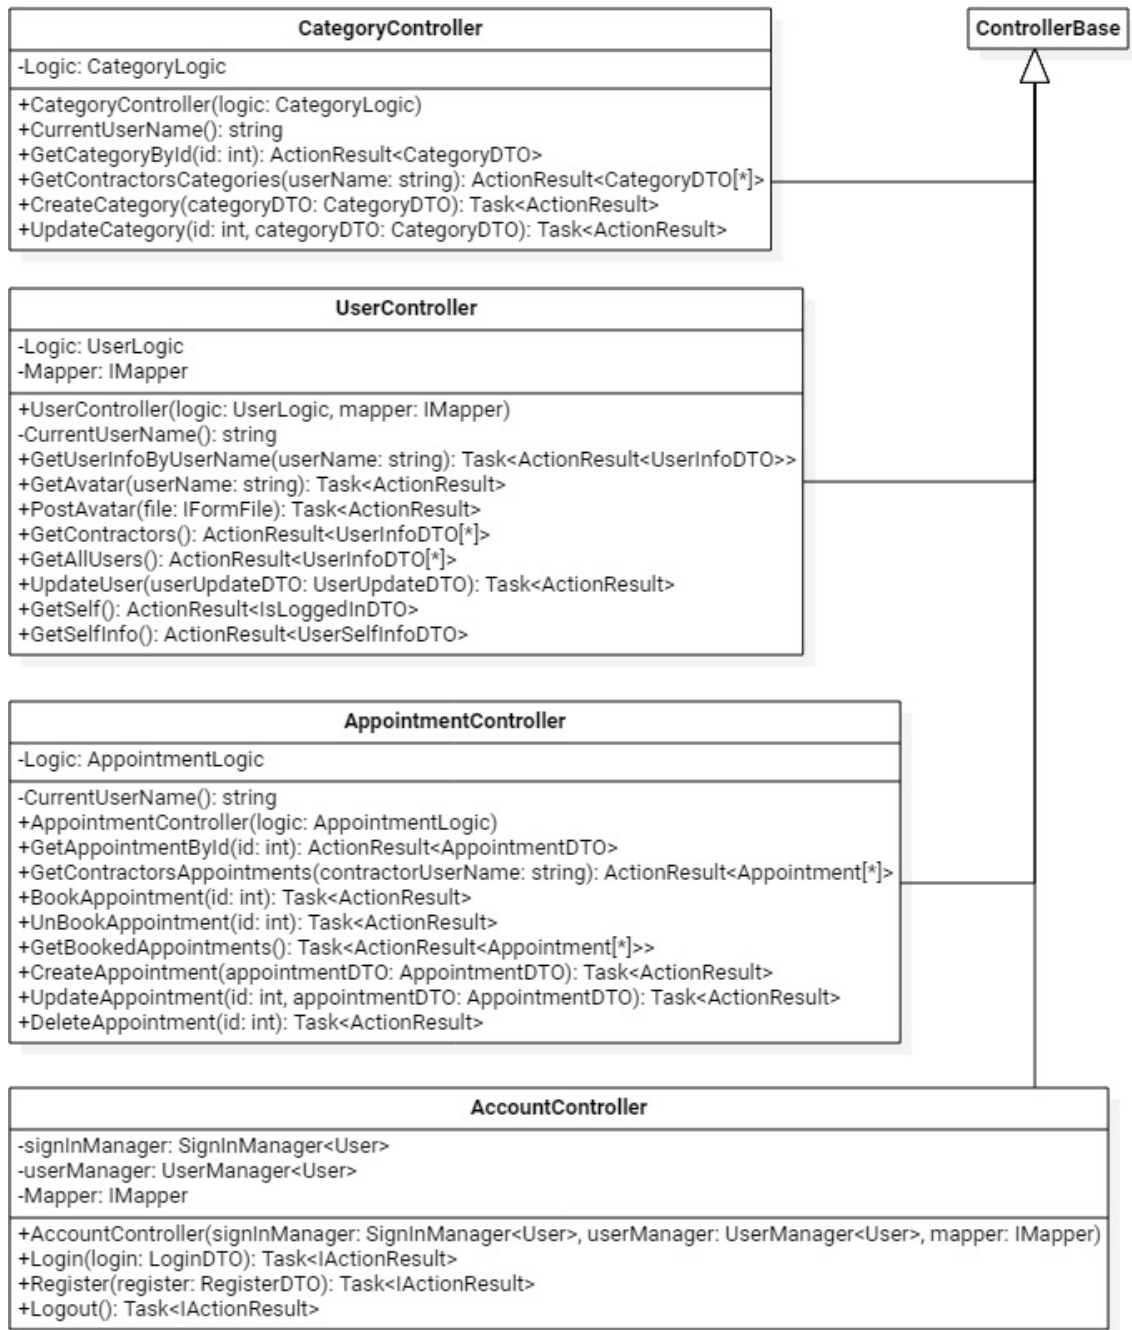 CategoryController
-Logic: CategoryLogic
+CategoryController(logic: CategoryLogic)
+CurrentUserName(): string
+GetCategoryById(id: int): ActionResult<CategoryDTO>
+GetContractorsCategories(userName: string): ActionResult<CategoryDTO[*]>
+CreateCategory(categoryDTO: CategoryDTO): Task<ActionResult>
+UpdateCategory(id: int, categoryDTO: CategoryDTO): Task<ActionResult>
ControllerBase
UserController
-Logic: UserLogic
-Mapper: IMapper
+UserController(logic: UserLogic, mapper: IMapper)
-CurrentUserName(): string
+GetUserInfoByUserName(userName: string): Task<ActionResult<UserInfoDTO>>
+GetAvatar(userName: string): Task<ActionResult>
+PostAvatar(file: IFormFile): Task<ActionResult>
+GetContractors(): ActionResult<UserInfoDTO[*]>
+GetAllUsers(): ActionResult<UserInfoDTO[*]>
+UpdateUser(userUpdateDTO: UserUpdateDTO): Task<ActionResult>
+GetSelf(): ActionResult<IsLoggedInDTO>
+GetSelfInfo(): ActionResult<UserSelfInfoDTO>
AppointmentController
-Logic: AppointmentLogic
-CurrentUserName(): string
+AppointmentController(logic: AppointmentLogic)
+GetAppointmentById(id: int): ActionResult<AppointmentDTO>
+GetContractorsAppointments(contractorUserName: string): ActionResult<Appointment[*]>
+BookAppointment(id: int): Task<ActionResult>
+UnBookAppointment(id: int): Task<ActionResult>
+GetBookedAppointments(): Task<ActionResult<Appointment[*]>>
+CreateAppointment(appointmentDTO: AppointmentDTO): Task<ActionResult>
+UpdateAppointment(id: int, appointmentDTO: AppointmentDTO): Task<ActionResult>
+DeleteAppointment(id: int): Task<ActionResult>
AccountController
-signInManager: SignInManager<User>
-userManager: UserManager<User>
-Mapper: IMapper
+AccountController(signInManager: SignInManager<User>, userManager: UserManager<User>, mapper: IMapper)
+Login(login: LoginDTO): Task<IActionResult>
+Register(register: RegisterDTO): Task<IActionResult>
+Logout(): Task<IActionResult>